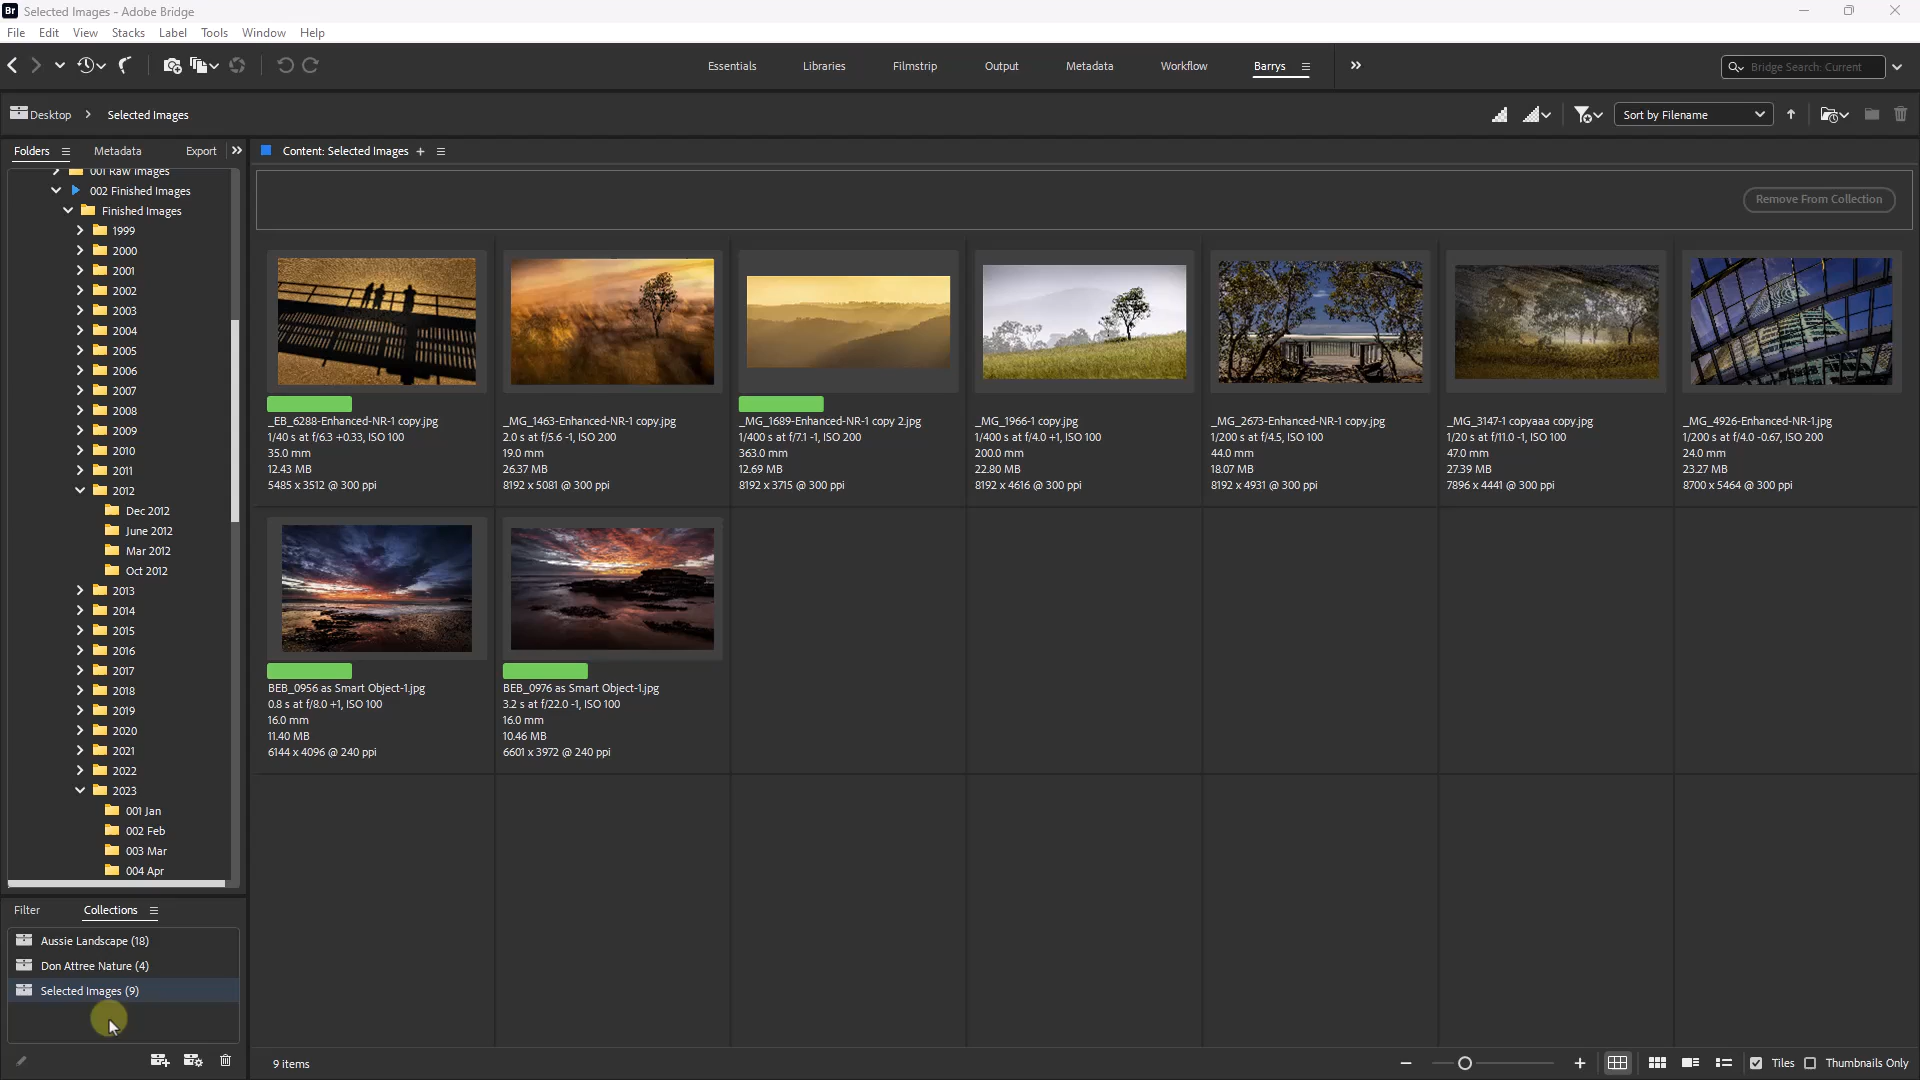 Br Selected Images - Adobe Bridge
File Edit View Stacks Label Tools Window Help
Essentials Libraries Filmstrip Output Metadata Workflow Barrys
Bridge Search: Current
Desktop Selected Images
Sort by Filename
Folders Metadata Export
Content: Selected Images
Remove From Collection
001 Raw Images
002 Finished Images
Finished Images
1999
2000
2001
2002
2003
2004
2005
2006
2007
2008
2009
2010
2011
2012
Dec 2012
June 2012
Mar 2012
Oct 2012
2013
2014
2015
2016
2017
2018
2019
2020
2021
2022
2023
001 Jan
002 Feb
003 Mar
004 Apr
_EB_6288-Enhanced-NR-1 copy.jpg
1/40 s at f/6.3 +0.33, ISO 100
35.0 mm
12.43 MB
5485 x 3512 @ 300 ppi
_MG_1463-Enhanced-NR-1 copy.jpg
2.0 s at f/5.6 -1, ISO 200
19.0 mm
26.37 MB
8192 x 5081 @ 300 ppi
_MG_1689-Enhanced-NR-1 copy 2.jpg
1/400 s at f/7.1 -1, ISO 200
363.0 mm
12.69 MB
8192 x 3715 @ 300 ppi
_MG_1966-1 copy.jpg
1/400 s at f/4.0 +1, ISO 100
200.0 mm
22.80 MB
8192 x 4616 @ 300 ppi
_MG_2673-Enhanced-NR-1 copy.jpg
1/200 s at f/4.5, ISO 100
44.0 mm
18.07 MB
8192 x 4931 @ 300 ppi
_MG_3147-1 copyaaa copy.jpg
1/20 s at f/11.0 -1, ISO 100
47.0 mm
27.39 MB
7896 x 4441 @ 300 ppi
_MG_4926-Enhanced-NR-1.jpg
1/200 s at f/4.0 -0.67, ISO 200
24.0 mm
23.27 MB
8700 x 5464 @ 300 ppi
BEB_0956 as Smart Object-1.jpg
0.8 s at f/8.0 +1, ISO 100
16.0 mm
11.40 MB
6144 x 4096 @ 240 ppi
BEB_0976 as Smart Object-1.jpg
3.2 s at f/22.0 -1, ISO 100
16.0 mm
10.46 MB
6601 x 3972 @ 240 ppi
Filter Collections
Aussie Landscape (18)
Don Attree Nature (4)
Selected Images (9)
9 items
Tiles Thumbnails Only